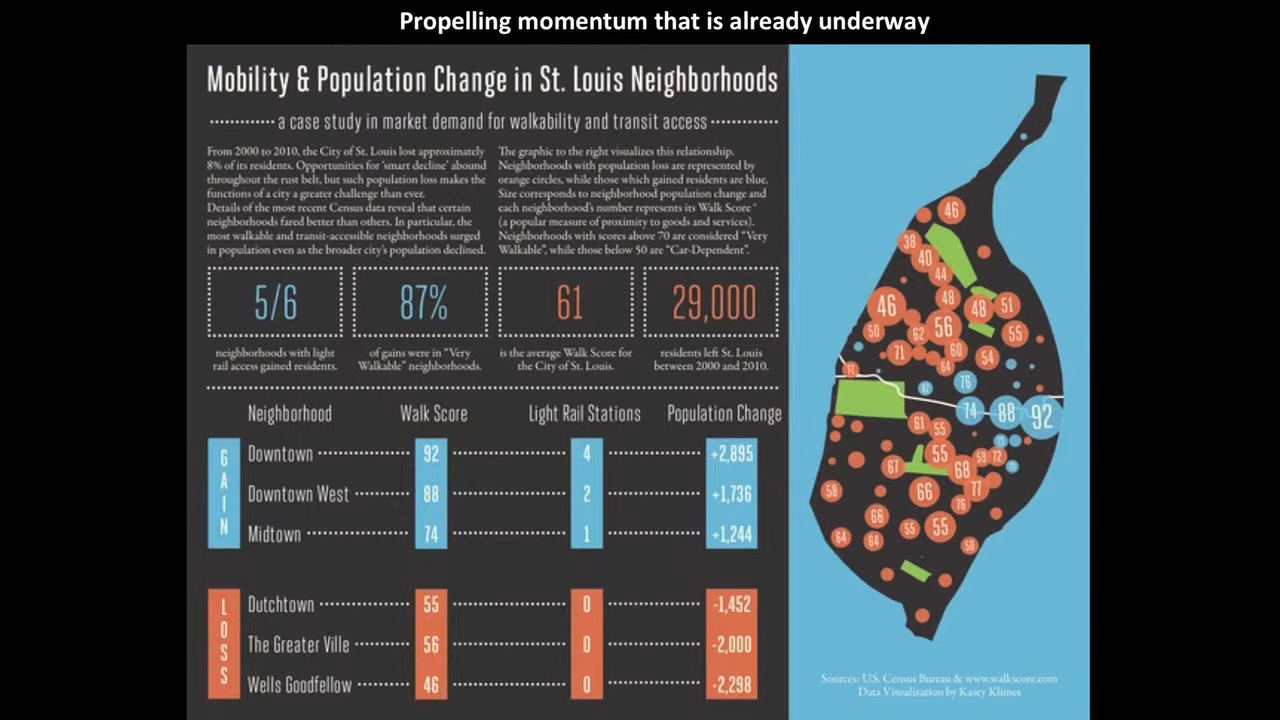 Propelling momentum that is already underway
Mobility & Population Change in St. Louis Neighborhoods
a case study in market demand for walkability and transit access
From 2000 to 2010, the City of St. Louis lost approximately
8% of its residents. Opportunities for 'smart decline' abound
throughout the rust belt, but such population loss makes the
functions of a city a greater challenge than ever.
Details of the most recent Census data reveal that certain
neighborhoods fared better than others. In particular, the
most walkable and transit-accessible neighborhoods surged
in population even as the broader city's population declined.
The graphic to the right visualizes this relationship.
Neighborhoods with population loss are represented by
orange circles, while those which gained residents are blue.
Size corresponds to neighborhood population change and
each neighborhood's number represents its Walk Score ®
(a popular measure of proximity to goods and services).
Neighborhoods with scores above 70 are considered "Very
Walkable", while those below 50 are "Car-Dependent".
5/6
neighborhoods with light
rail access gained residents.
87%
of gains were in "Very
Walkable" neighborhoods.
61
is the average Walk Score for
the City of St. Louis.
29,000
residents left St. Louis
between 2000 and 2010.
Neighborhood Walk Score Light Rail Stations Population Change
GAIN
Downtown 92 4 +2,895
Downtown West 88 2 +1,736
Midtown 74 1 +1,244
LOSS
Dutchtown 55 0 -1,452
The Greater Ville 56 0 -2,000
Wells Goodfellow 46 0 -2,298
46
38
40
44
46
48
48
51
50
62
56
55
71
60
54
64
76
74
88
92
61
55
55
59
72
67
68
58
66
77
76
66
55
55
64
64
50
Sources: U.S. Census Bureau & www.walkscore.com
Data Visualization by Kasey Klimes